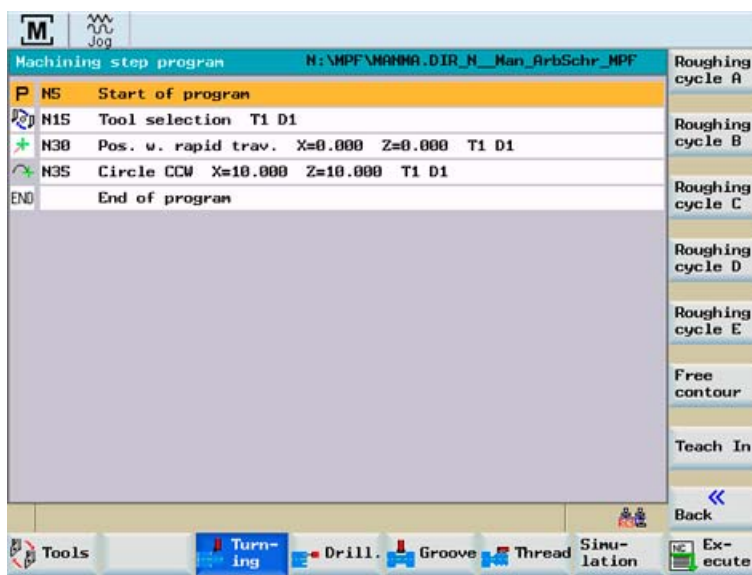 M
Jog
Machining step program N:\MPF\MANMA.DIR_N__Man_ArbSchr_MPF
P N5 Start of program
N15 Tool selection T1 D1
N30 Pos. w. rapid trav. X=0.000 Z=0.000 T1 D1
N35 Circle CCW X=10.000 Z=10.000 T1 D1
END End of program
Roughing
cycle A
Roughing
cycle B
Roughing
cycle C
Roughing
cycle D
Roughing
cycle E
Free
contour
Teach In
«
Back
Tools
Turn-
ing
Drill.
Groove
Thread
Simu-
lation
NC Ex-
ecute